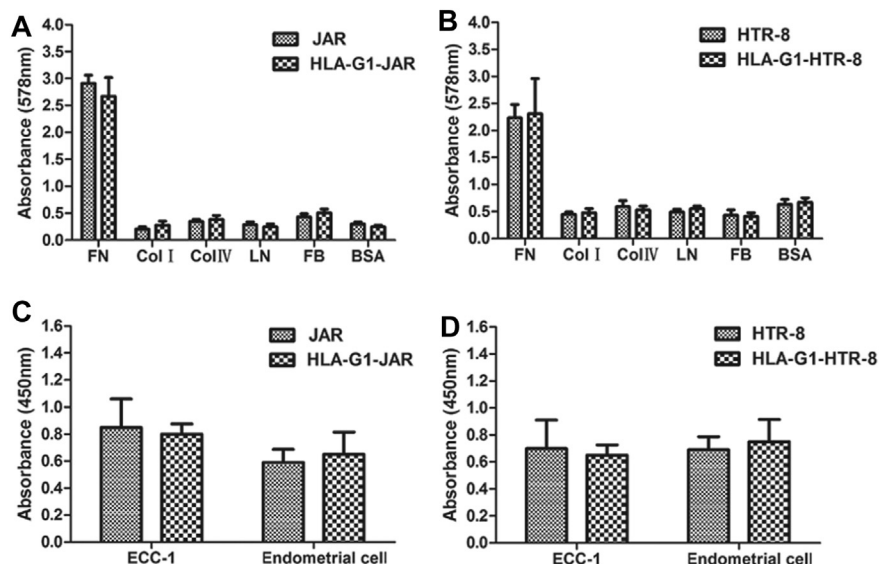 A
Absorbance (578nm)
4.0
3.5
3.0
2.5
2.0
1.5
1.0
0.5
0.0
JAR
HLA-G1-JAR
FN Col Ⅰ ColⅣ LN FB BSA
B
Absorbance (578nm)
4.0
3.5
3.0
2.5
2.0
1.5
1.0
0.5
0.0
HTR-8
HLA-G1-HTR-8
FN Col Ⅰ ColⅣ LN FB BSA
C
Absorbance (450nm)
1.6
1.4
1.2
1.0
0.8
0.6
0.4
0.2
0.0
JAR
HLA-G1-JAR
ECC-1 Endometrial cell
D
Absorbance (450nm)
1.6
1.4
1.2
1.0
0.8
0.6
0.4
0.2
0.0
HTR-8
HLA-G1-HTR-8
ECC-1 Endometrial cell